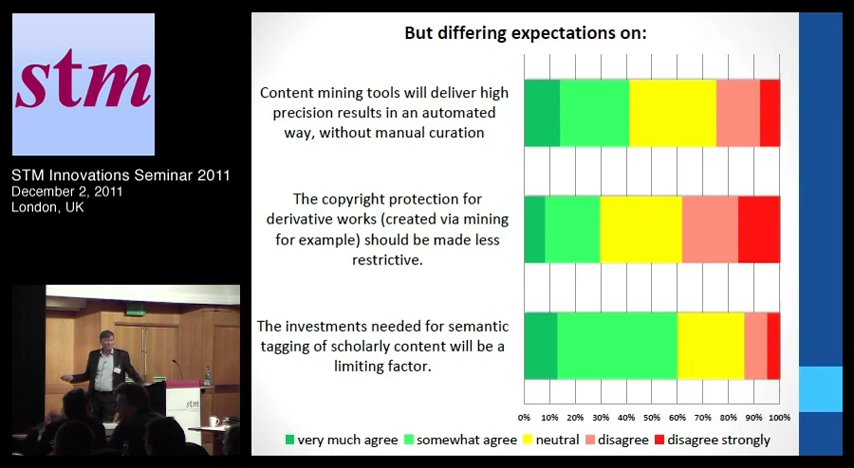 stm
STM Innovations Seminar 2011
December 2, 2011
London, UK
But differing expectations on:
Content mining tools will deliver high
precision results in an automated
way, without manual curation
The copyright protection for
derivative works (created via mining
for example) should be made less
restrictive.
The investments needed for semantic
tagging of scholarly content will be a
limiting factor.
0% 10% 20% 30% 40% 50% 60% 70% 80% 90% 100%
very much agree somewhat agree neutral disagree disagree strongly
stm